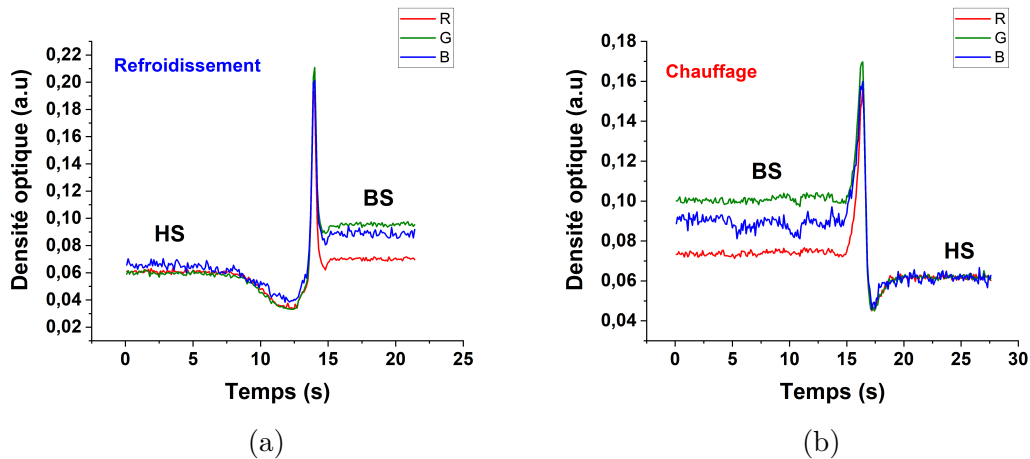 R
G
B
Refroidissement
0,22
0,20
0,18
0,16
0,14
0,12
0,10
0,08
0,06
0,04
0,02
Densité optique (a.u)
HS
BS
0 5 10 15 20 25
Temps (s)
(a)
R
G
B
Chauffage
0,18
0,16
0,14
0,12
0,10
0,08
0,06
0,04
Densité optique (a.u)
BS
HS
0 5 10 15 20 25 30
Temps (s)
(b)